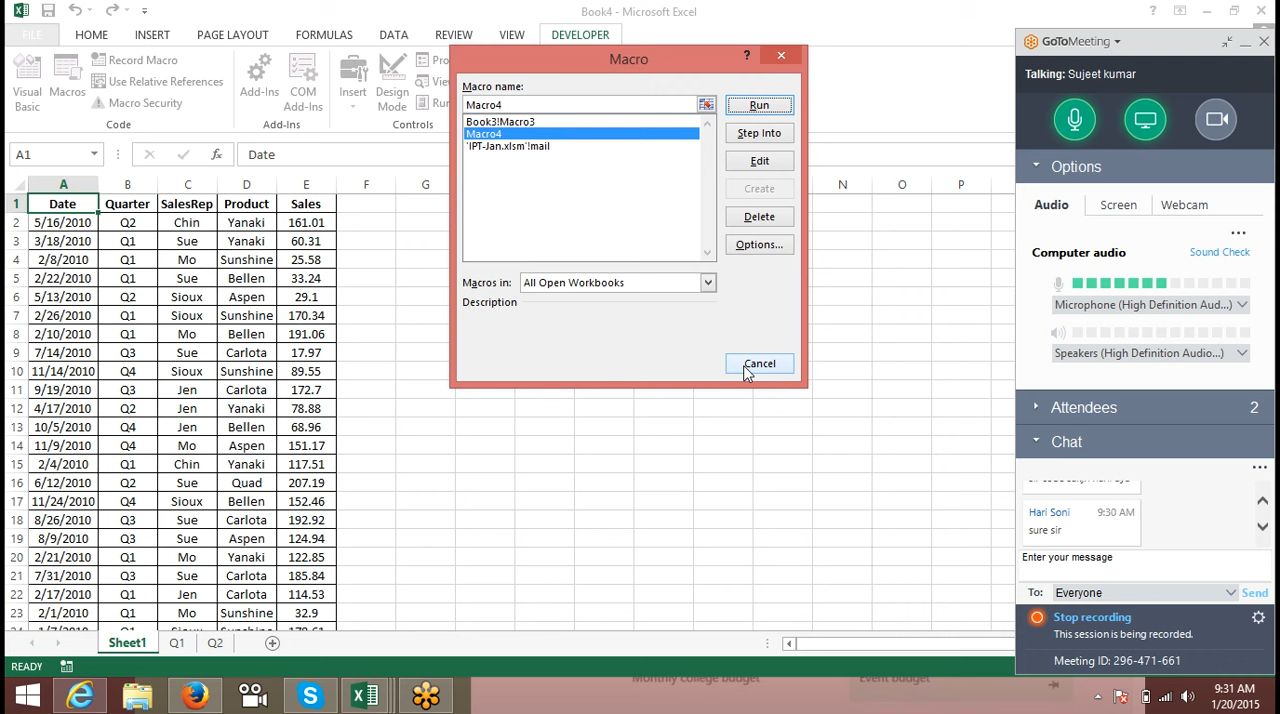 Book4 - Microsoft Excel
FILE HOME INSERT PAGE LAYOUT FORMULAS DATA REVIEW VIEW DEVELOPER
Visual Basic
Macros
Record Macro
Use Relative References
Macro Security
Code
Add-Ins
COM Add-Ins
Add-Ins
Insert
Design Mode
Controls
A1
fx
Date
A B C D E F G N O P
1 Date Quarter SalesRep Product Sales
2 5/16/2010 Q2 Chin Yanaki 161.01
3 3/18/2010 Q1 Sue Yanaki 60.31
4 2/8/2010 Q1 Mo Sunshine 25.58
5 2/22/2010 Q1 Sue Bellen 33.24
6 5/13/2010 Q2 Sioux Aspen 29.1
7 2/26/2010 Q1 Sioux Sunshine 170.34
8 2/10/2010 Q1 Mo Bellen 191.06
9 7/14/2010 Q3 Sue Carlota 17.97
10 11/14/2010 Q4 Sioux Sunshine 89.55
11 9/19/2010 Q3 Jen Carlota 172.7
12 4/17/2010 Q2 Jen Yanaki 78.88
13 10/5/2010 Q4 Jen Bellen 68.96
14 11/9/2010 Q4 Mo Aspen 151.17
15 2/4/2010 Q1 Chin Yanaki 117.51
16 6/12/2010 Q2 Sue Quad 207.19
17 11/24/2010 Q4 Sioux Bellen 152.46
18 8/26/2010 Q3 Sue Carlota 192.92
19 8/9/2010 Q3 Sue Aspen 124.94
20 2/21/2010 Q1 Mo Yanaki 122.85
21 7/31/2010 Q3 Sue Carlota 185.84
22 2/17/2010 Q1 Jen Carlota 114.53
23 2/1/2010 Q1 Mo Sunshine 32.9
Sheet1 Q1 Q2
READY
Macro
Macro name:
Macro4
Book3!Macro3
Macro4
'IPT-Jan.xlsm'!mail
Run
Step Into
Edit
Create
Delete
Options...
Macros in: All Open Workbooks
Description
Cancel
GoToMeeting
Talking: Sujeet kumar
Options
Audio Screen Webcam
Computer audio Sound Check
Microphone (High Definition Aud...)
Speakers (High Definition Audio...)
Attendees 2
Chat
Hari Soni 9:30 AM
sure sir
Enter your message
To: Everyone Send
Stop recording
This session is being recorded.
Meeting ID: 296-471-661
Monthly college budget
Event budget
9:31 AM
1/20/2015